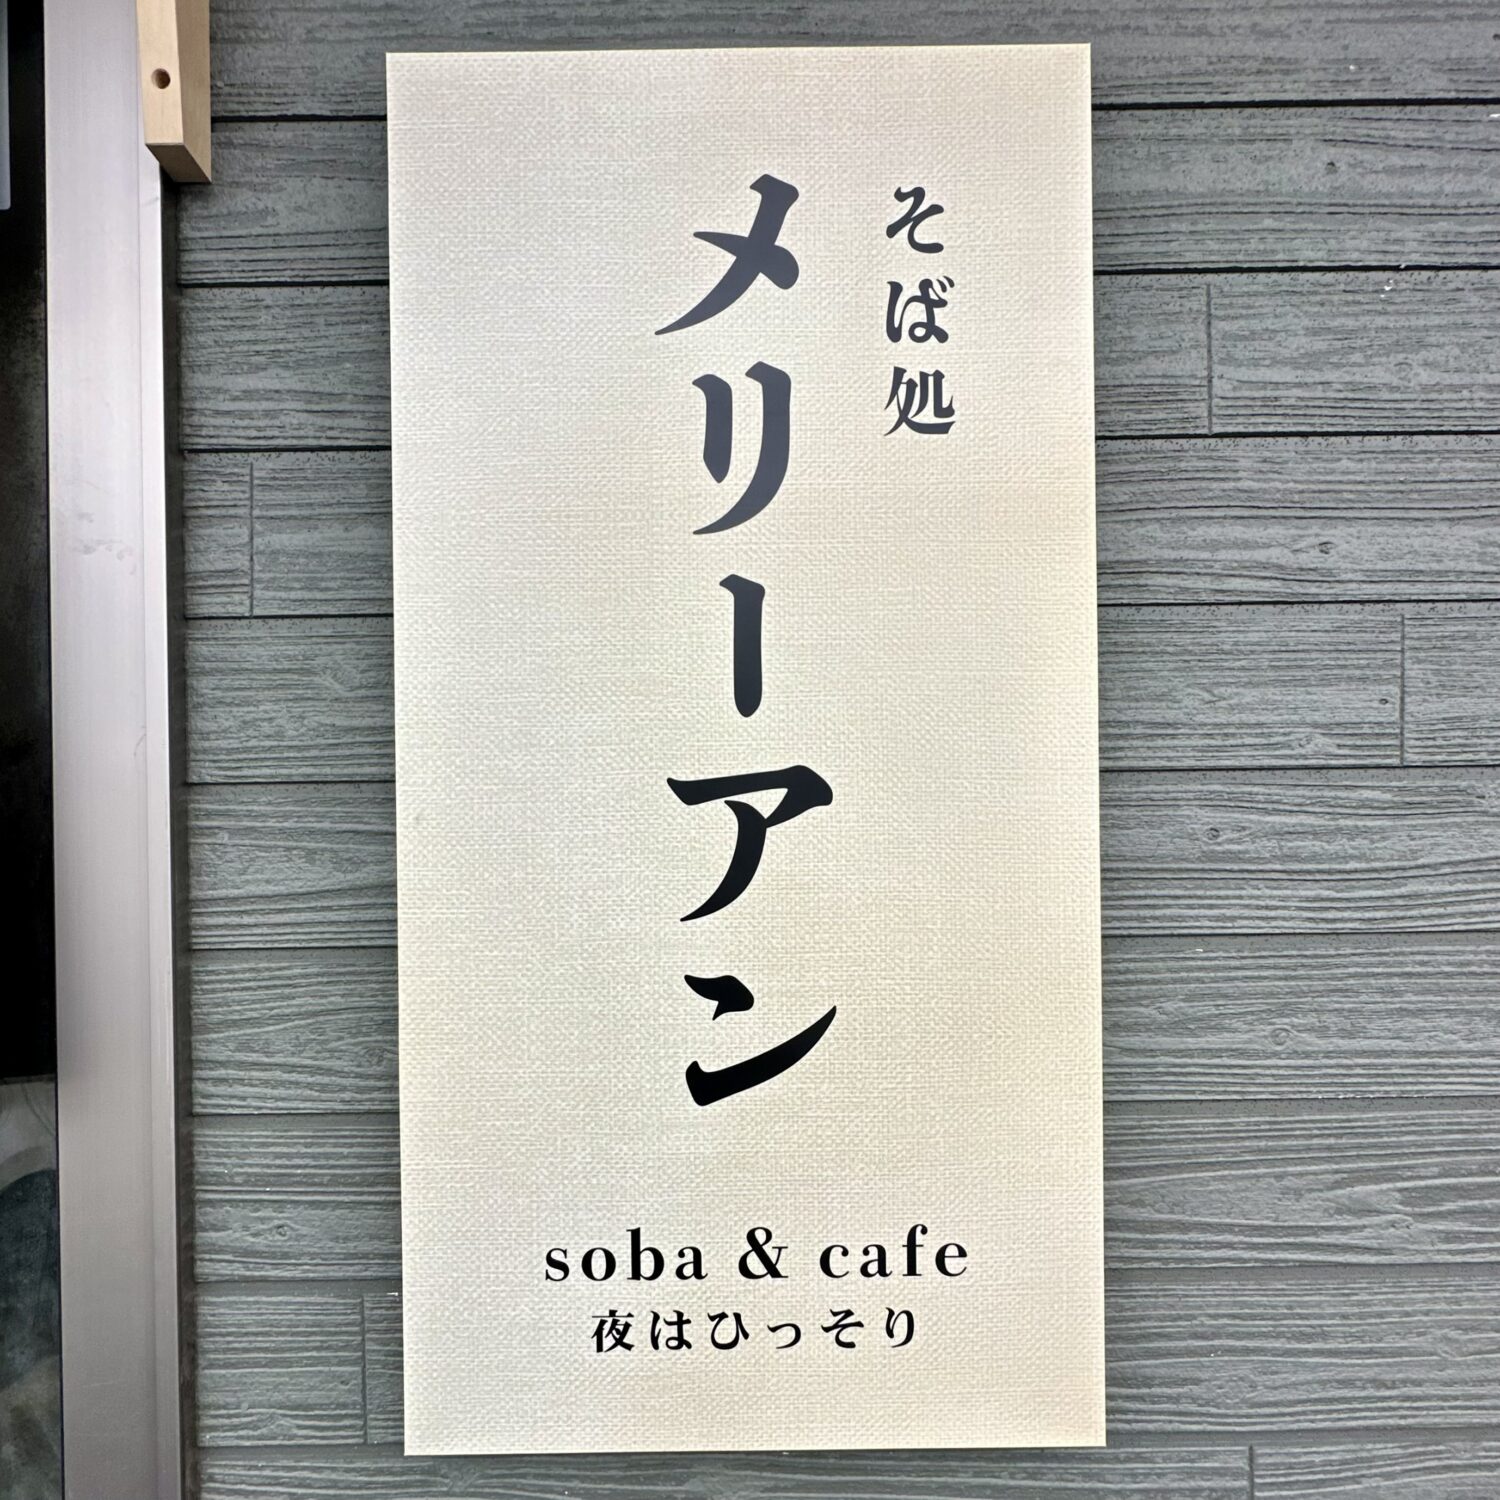 そば処
メリーアン
soba & cafe
夜はひっそり